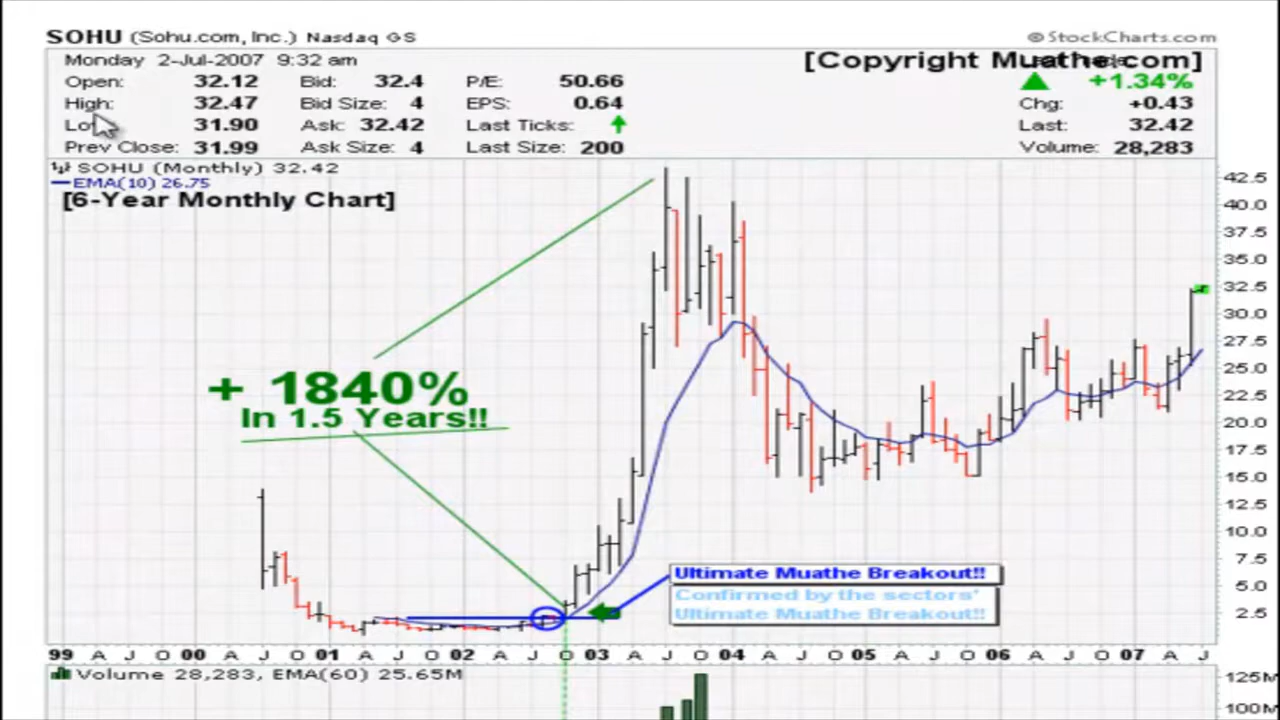 SOHU (Sohu.com, Inc.) Nasdaq GS
© StockCharts.com
Monday 2-Jul-2007 9:32 am
[Copyright Muathe.com]
Open: 32.12 Bid: 32.4 P/E: 50.66
+1.34%
High: 32.47 Bid Size: 4 EPS: 0.64
Chg: +0.43
31.90 Ask: 32.42 Last Ticks:
Last: 32.42
Prev Close: 31.99 Ask Size: 4 Last Size: 200
Volume: 28,283
SOHU (Monthly) 32.42
EMA(10) 26.75
[6-Year Monthly Chart]
42.5
40.0
37.5
35.0
32.5
30.0
27.5
25.0
22.5
20.0
17.5
15.0
12.5
10.0
7.5
5.0
2.5
+ 1840%
In 1.5 Years!!
Ultimate Muathe Breakout!!
Confirmed by the sectors'
Ultimate Muathe Breakout!!
99 A J O 00 A J O 01 A J O 02 A J O 03 A J O 04 A J O 05 A J O 06 A J O 07 A J
Volume 28,283, EMA(60) 25.65M
125M
100M